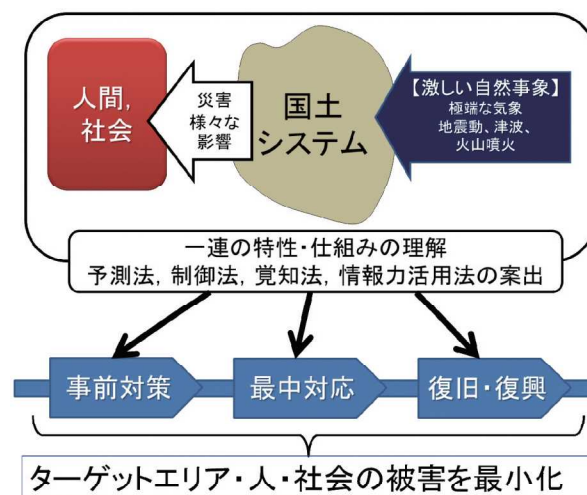 人間,
社会
災害
様々な
影響
国土
システム
【激しい自然事象】
極端な気象
地震動、津波、
火山噴火
一連の特性・仕組みの理解
予測法，制御法，覚知法，情報力活用法の案出
事前対策
最中対応
復旧・復興
ターゲットエリア・人・社会の被害を最小化